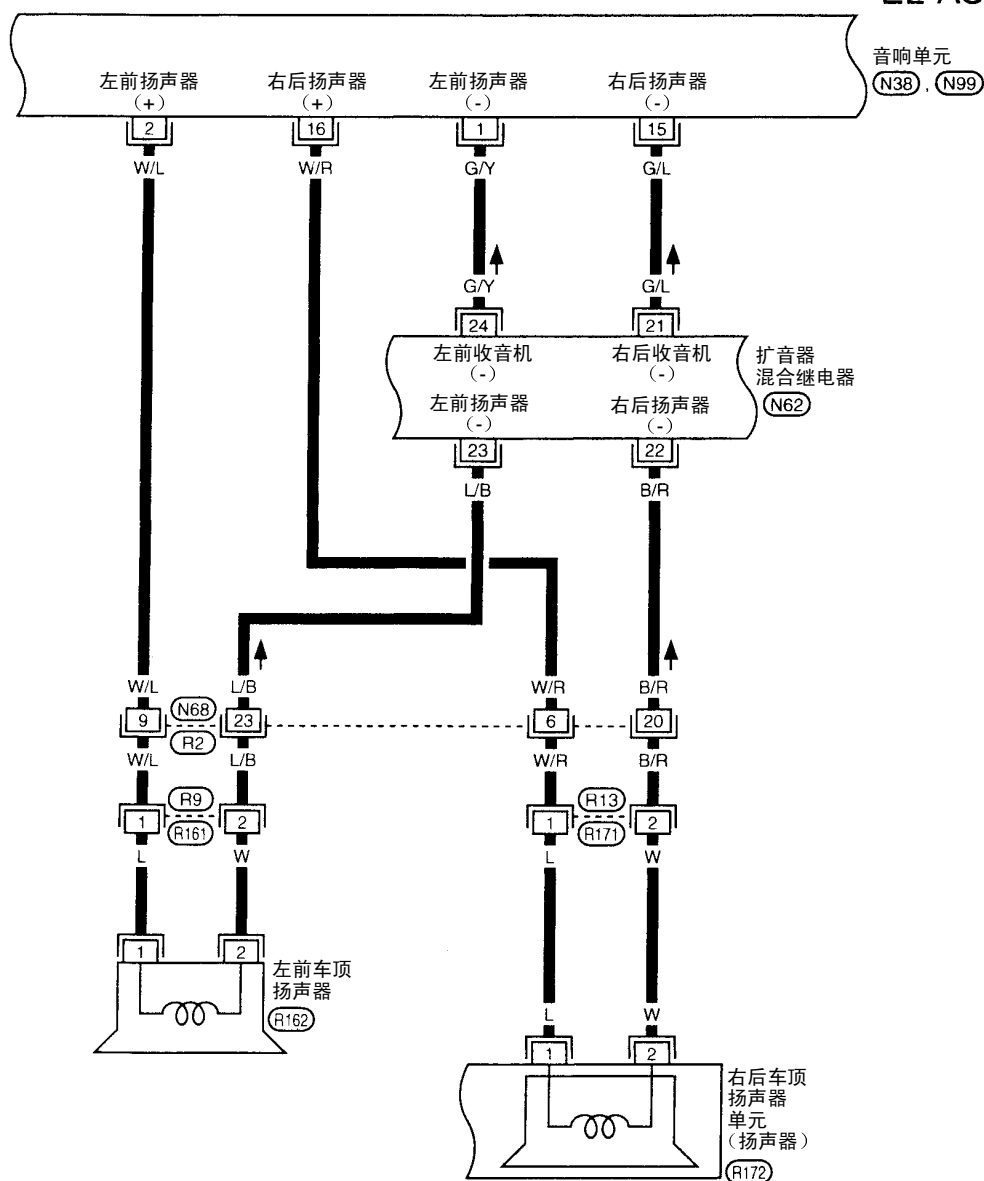 音响单元
N38 , N99
左前扬声器 右后扬声器 左前扬声器 右后扬声器
(+) (+) (-) (-)
2 16 1 15
W/L W/R G/Y G/L
G/Y G/L
24 21
左前收音机 右后收音机
(-) (-)
左前扬声器 右后扬声器
(-) (-)
扩音器
混合继电器
N62
23 22
L/B B/R
W/L L/B W/R B/R
9 N68 23 6 20
R2
W/L L/B W/R B/R
R9 R13
1 2 1 2
R161 R171
L W L W
1 2
左前车顶
扬声器
R162
L W
1 2
右后车顶
扬声器
单元
（扬声器）
R172